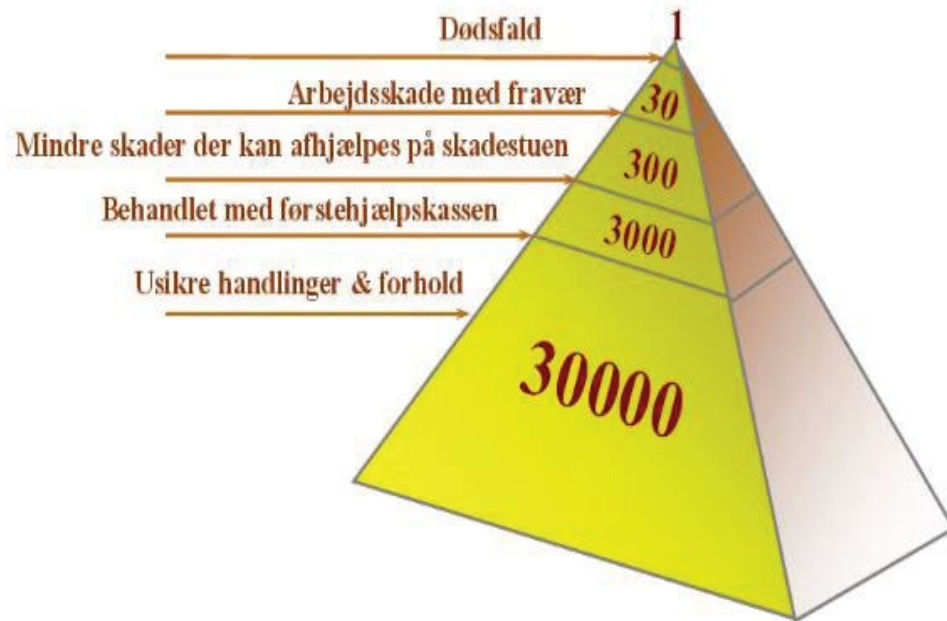 1
Dødsfald
30
Arbejdsskade med fravær
300
Mindre skader der kan afhjælpes på skadestuen
3000
Behandlet med førstehjælpskassen
Usikre handlinger & forhold
30000